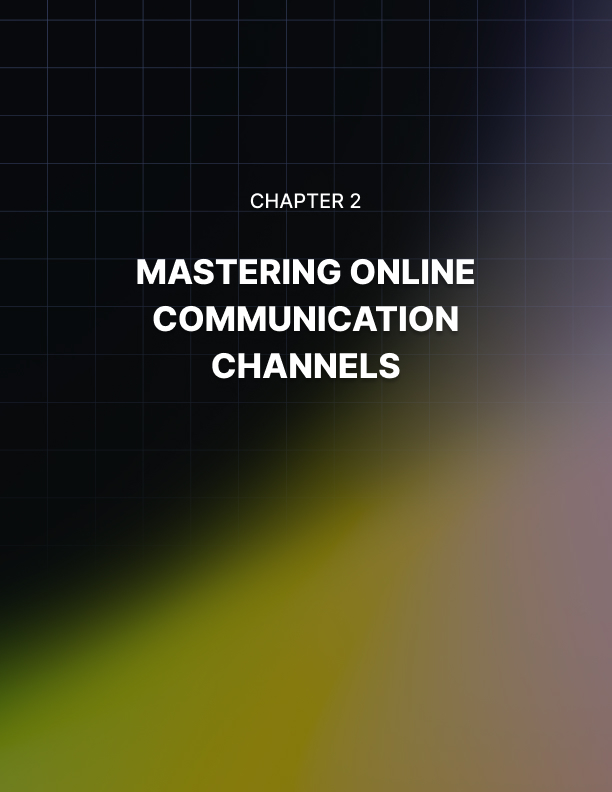 CHAPTER 2
MASTERING ONLINE
COMMUNICATION
CHANNELS